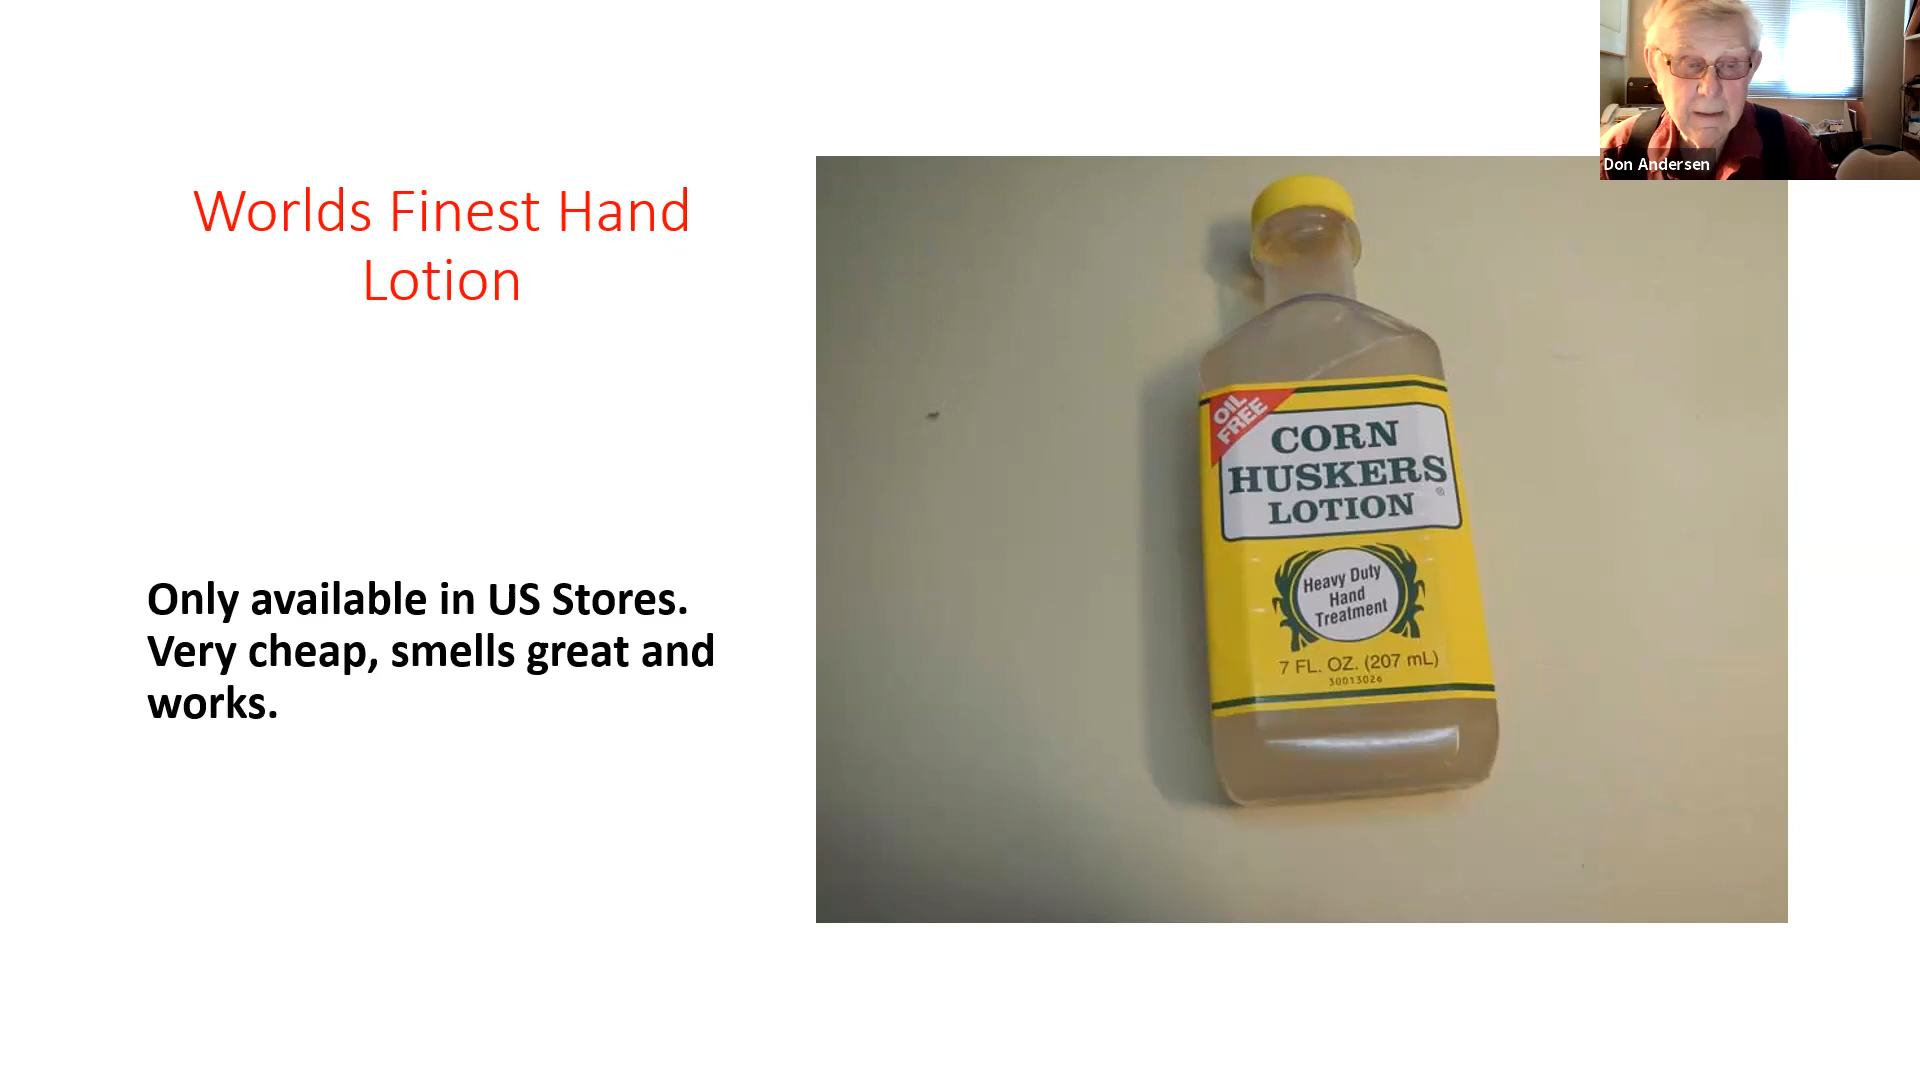 Worlds Finest Hand
Lotion
Only available in US Stores.
Very cheap, smells great and
works.
OIL
FREE
CORN
HUSKERS
LOTION
®
Heavy Duty
Hand
Treatment
7 FL. OZ. (207 mL)
30013026
Don Andersen